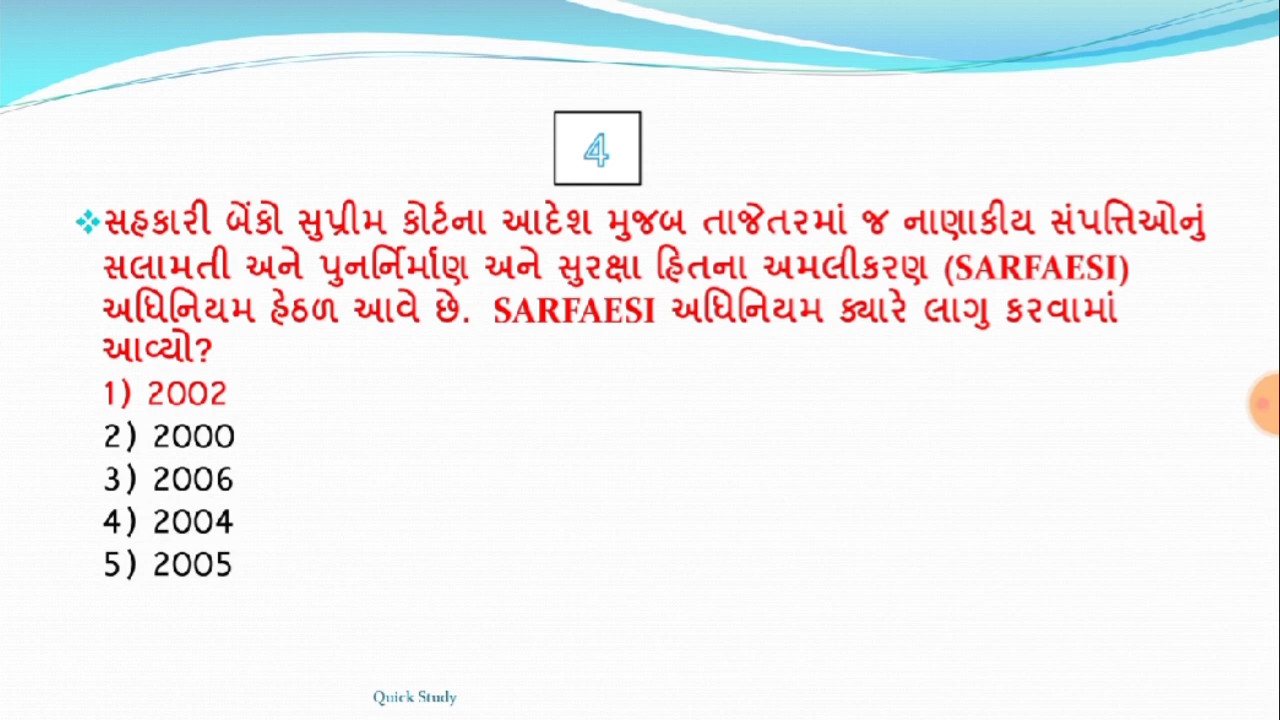 4
સહકારી બેંકો સુપ્રીમ કોર્ટના આદેશ મુજબ તાજેતરમાં જ નાણાકીય સંપત્તિઓનું
સલામતી અને પુનર્નિર્માણ અને સુરક્ષા હિતના અમલીકરણ (SARFAESI)
અધિનિયમ હેઠળ આવે છે. SARFAESI અધિનિયમ ક્યારે લાગુ કરવામાં
આવ્યો?
1) 2002
2) 2000
3) 2006
4) 2004
5) 2005
Quick Study